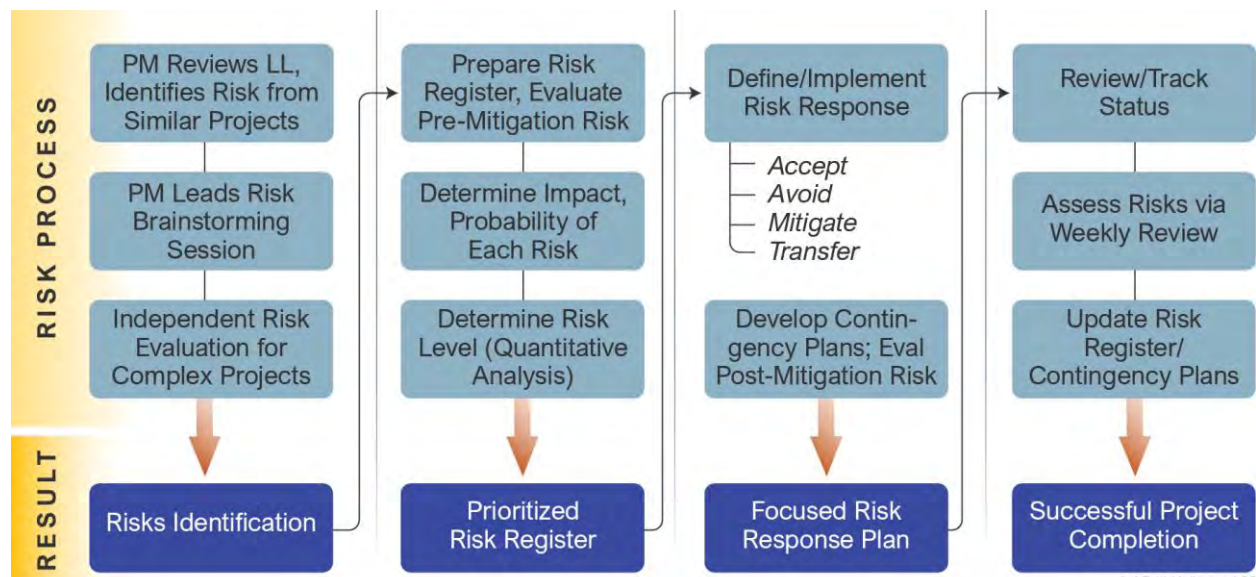 RISK PROCESS
PM Reviews LL,
Identifies Risk from
Similar Projects
PM Leads Risk
Brainstorming
Session
Independent Risk
Evaluation for
Complex Projects
Prepare Risk
Register, Evaluate
Pre-Mitigation Risk
Determine Impact,
Probability of
Each Risk
Determine Risk
Level (Quantitative
Analysis)
Define/Implement
Risk Response
Accept
Avoid
Mitigate
Transfer
Develop Contin-
gency Plans; Eval
Post-Mitigation Risk
Review/Track
Status
Assess Risks via
Weekly Review
Update Risk
Register/
Contingency Plans
RESULT
Risks Identification
Prioritized
Risk Register
Focused Risk
Response Plan
Successful Project
Completion